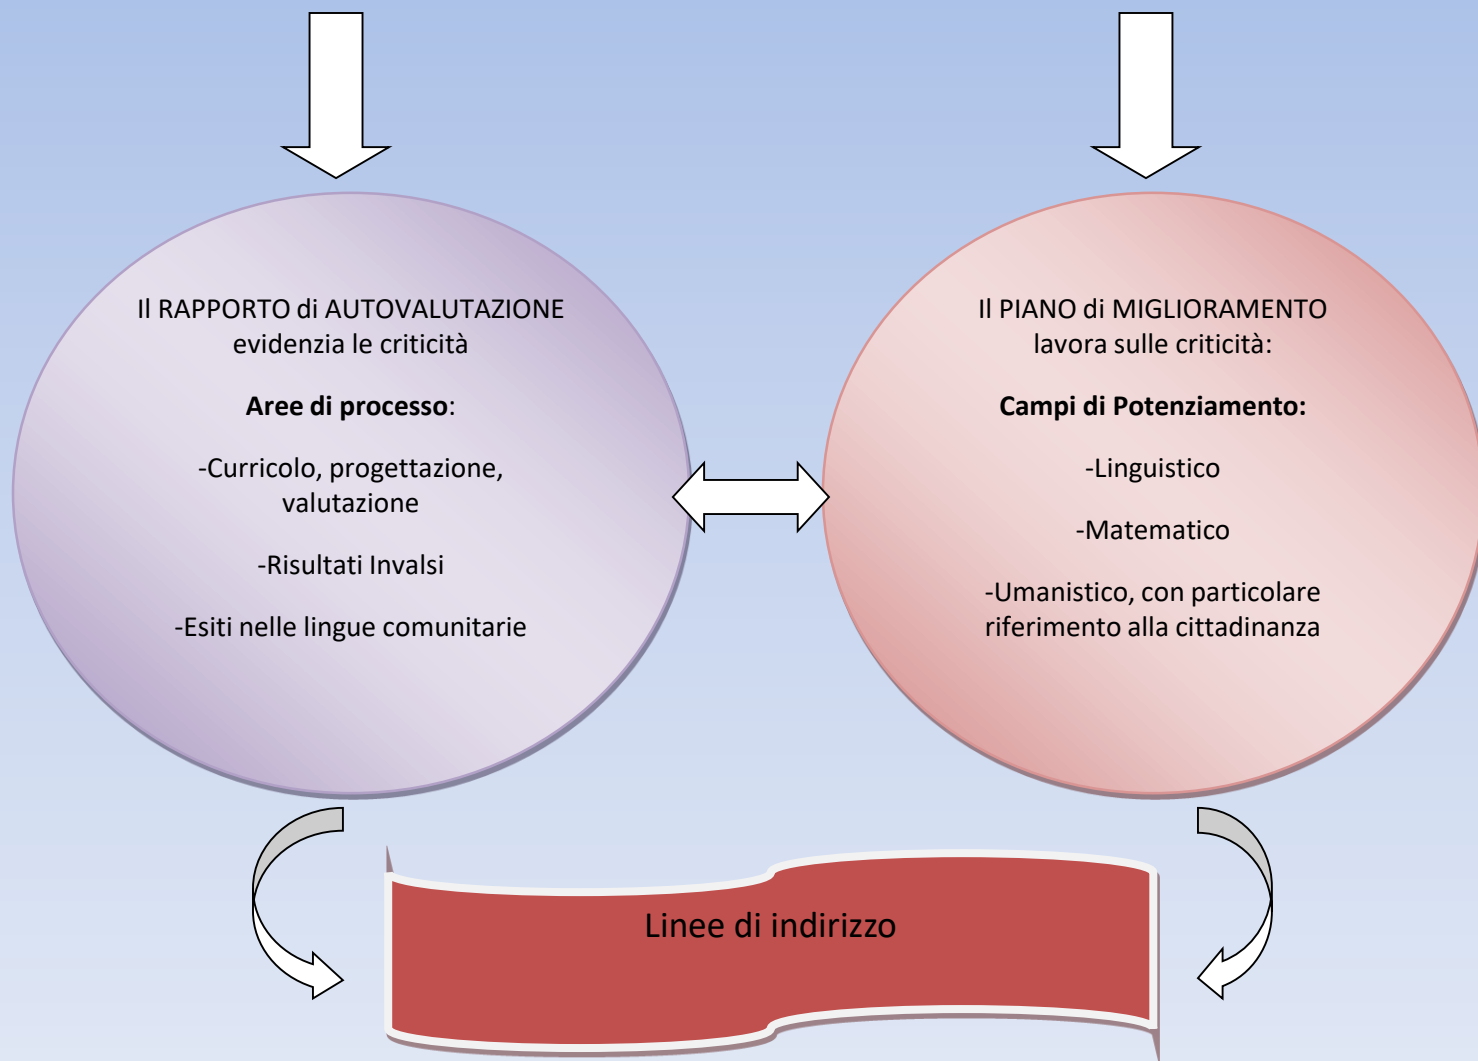 Il RAPPORTO di AUTOVALUTAZIONE
evidenzia le criticità
Aree di processo:
-Curricolo, progettazione,
valutazione
-Risultati Invalsi
-Esiti nelle lingue comunitarie
Il PIANO di MIGLIORAMENTO
lavora sulle criticità:
Campi di Potenziamento:
-Linguistico
-Matematico
-Umanistico, con particolare
riferimento alla cittadinanza
Linee di indirizzo